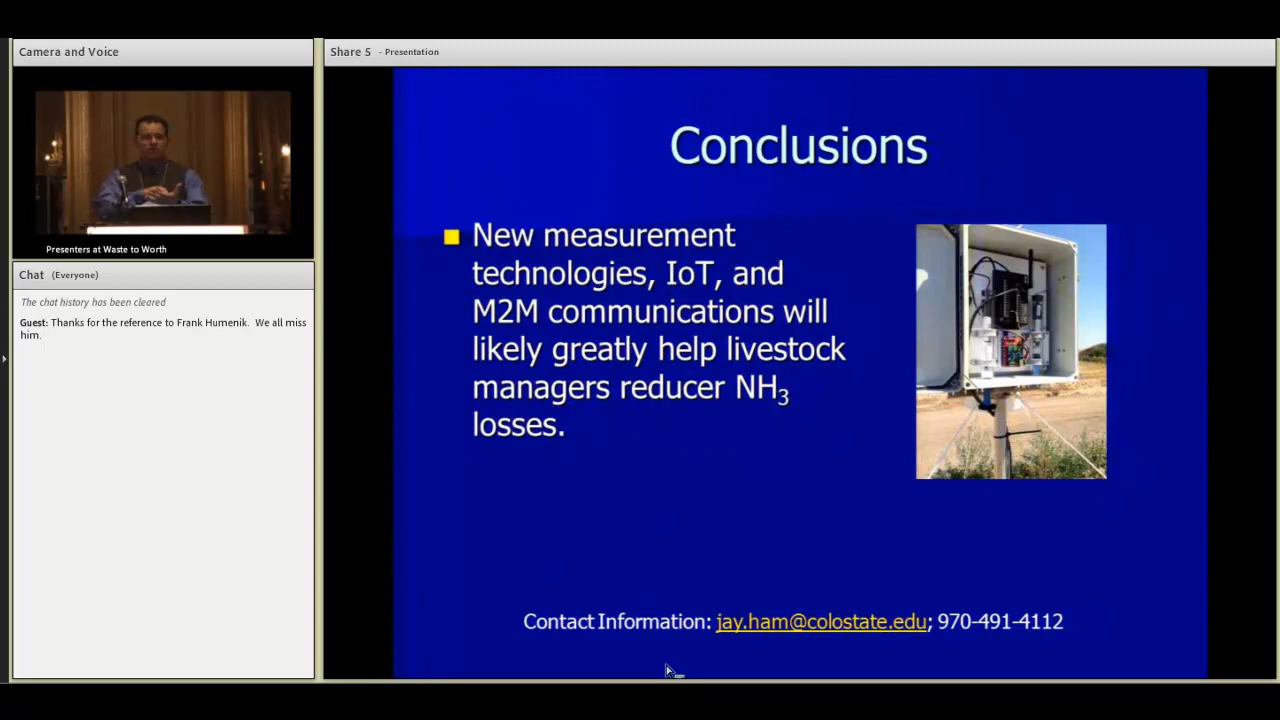 Camera and Voice
Presenters at Waste to Worth
Chat (Everyone)
The chat history has been cleared
Guest: Thanks for the reference to Frank Humenik. We all miss
him.
Share 5 - Presentation
Conclusions
New measurement
technologies, IoT, and
M2M communications will
likely greatly help livestock
managers reducer NH3
losses.
Contact Information: jay.ham@colostate.edu; 970-491-4112